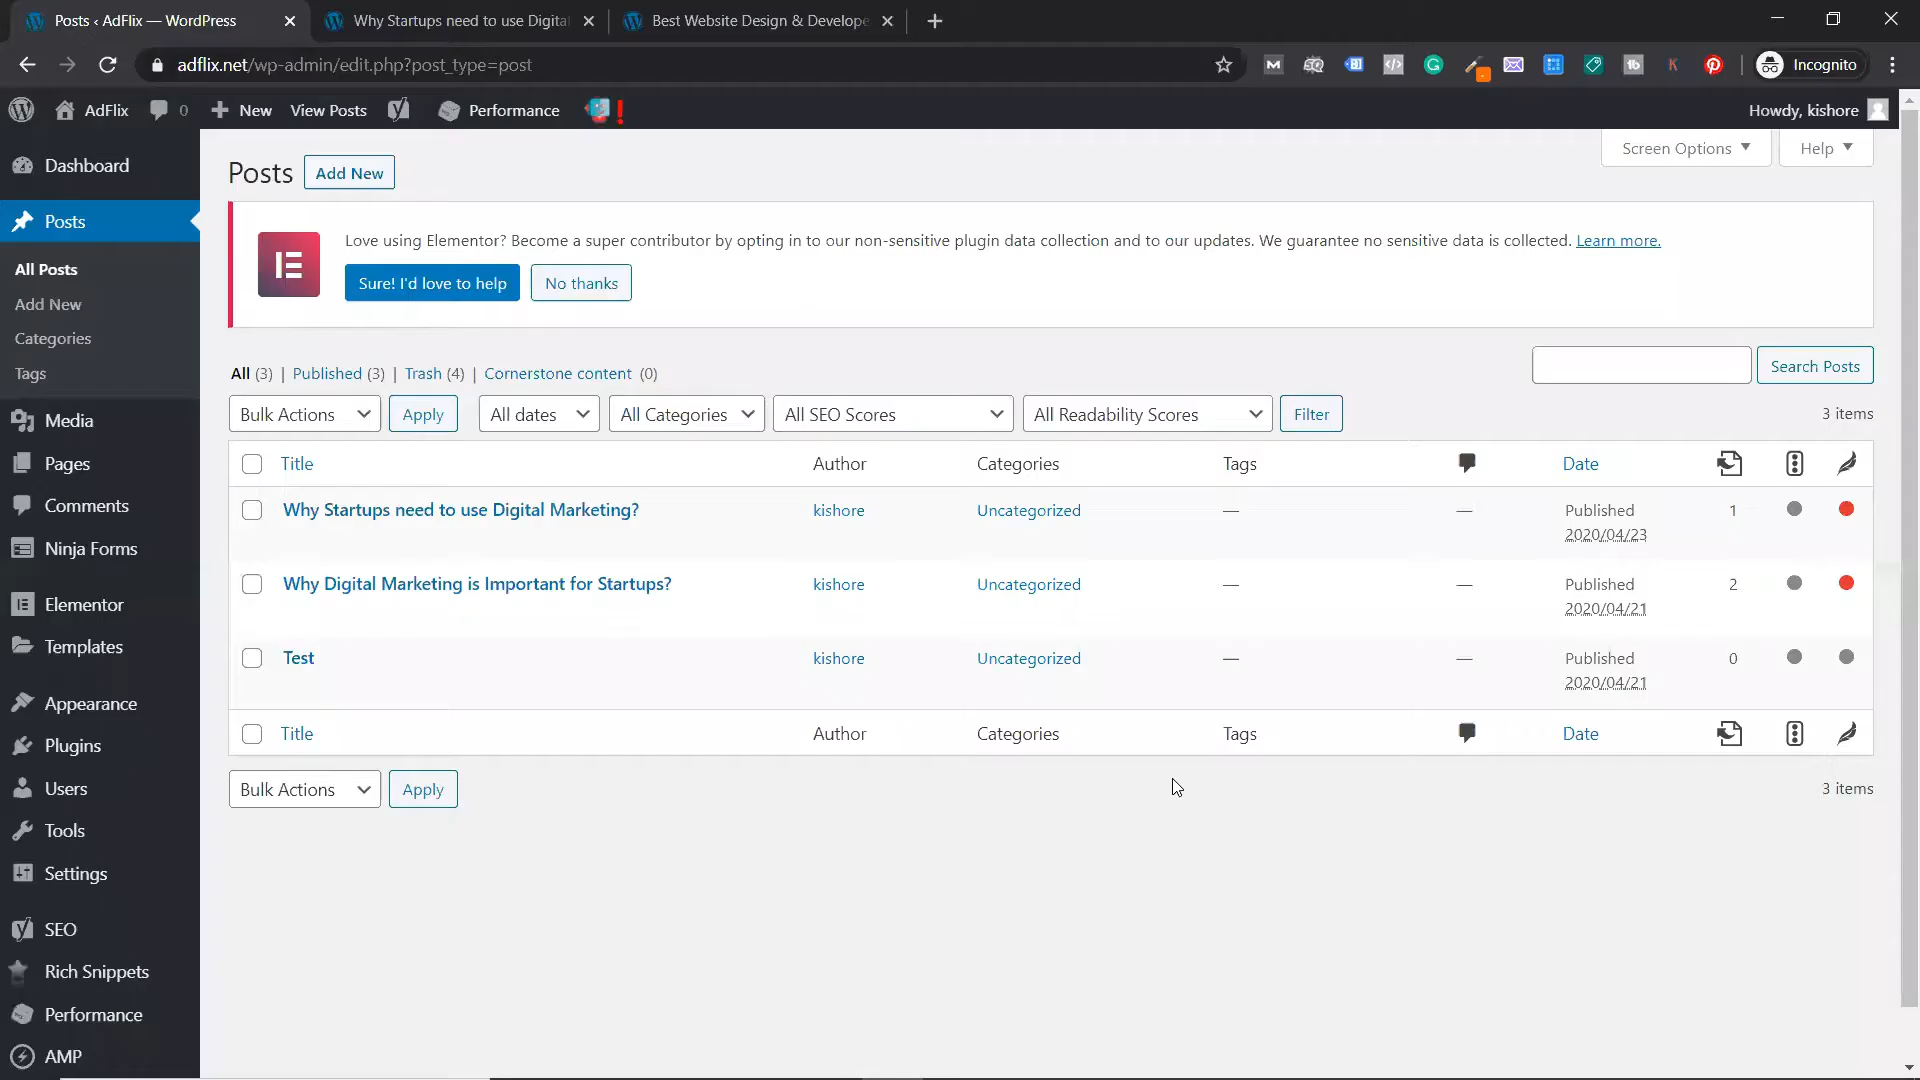 Posts ‹ AdFlix — WordPress
Why Startups need to use Digital
Best Website Design & Develope
adflix.net/wp-admin/edit.php?post_type=post
Incognito
AdFlix 0 New View Posts Performance ! Howdy, kishore
Dashboard
Posts
All Posts
Add New
Categories
Tags
Media
Pages
Comments
Ninja Forms
Elementor
Templates
Appearance
Plugins
Users
Tools
Settings
SEO
Rich Snippets
Performance
AMP
Screen Options Help
Posts Add New
Love using Elementor? Become a super contributor by opting in to our non-sensitive plugin data collection and to our updates. We guarantee no sensitive data is collected. Learn more.
Sure! I'd love to help No thanks
All (3) | Published (3) | Trash (4) | Cornerstone content (0)
Search Posts
Bulk Actions Apply All dates All Categories All SEO Scores All Readability Scores Filter 3 items
Title Author Categories Tags Date
Why Startups need to use Digital Marketing? kishore Uncategorized — — Published 1
2020/04/23
Why Digital Marketing is Important for Startups? kishore Uncategorized — — Published 2
2020/04/21
Test kishore Uncategorized — — Published 0
2020/04/21
Title Author Categories Tags Date
Bulk Actions Apply 3 items